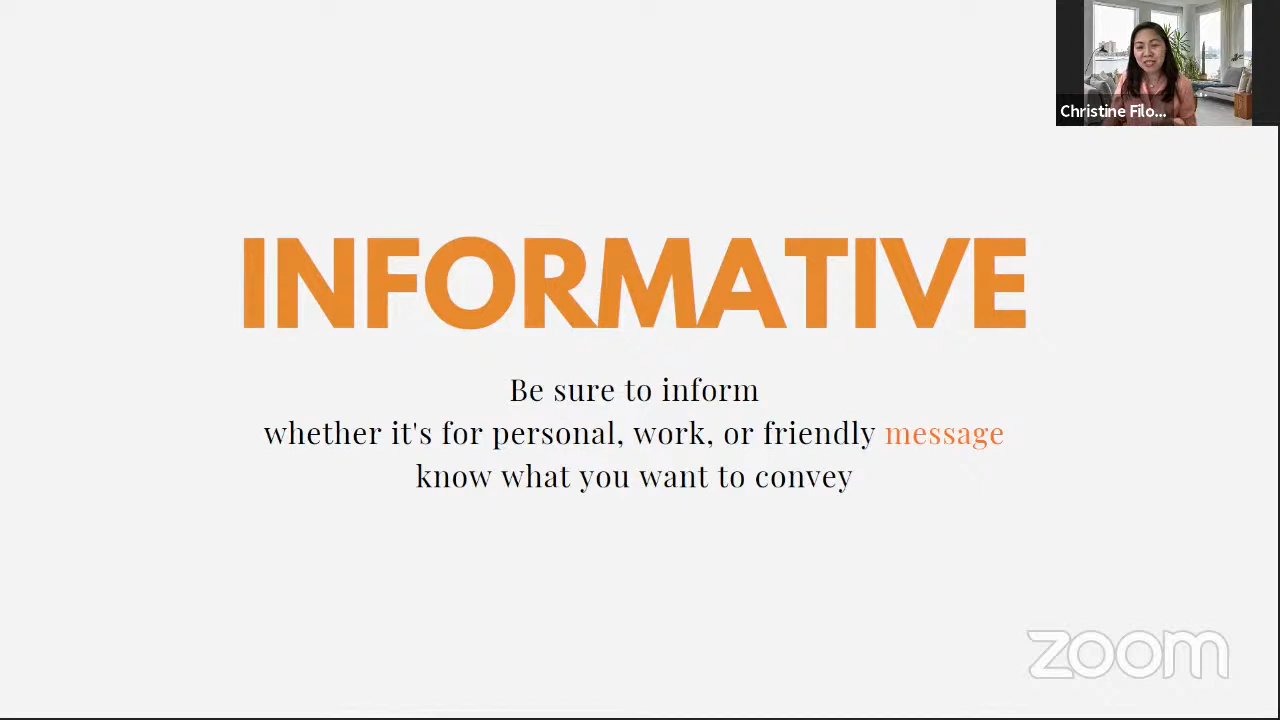 Christine Filo...
INFORMATIVE
Be sure to inform
whether it's for personal, work, or friendly message
know what you want to convey
zoom